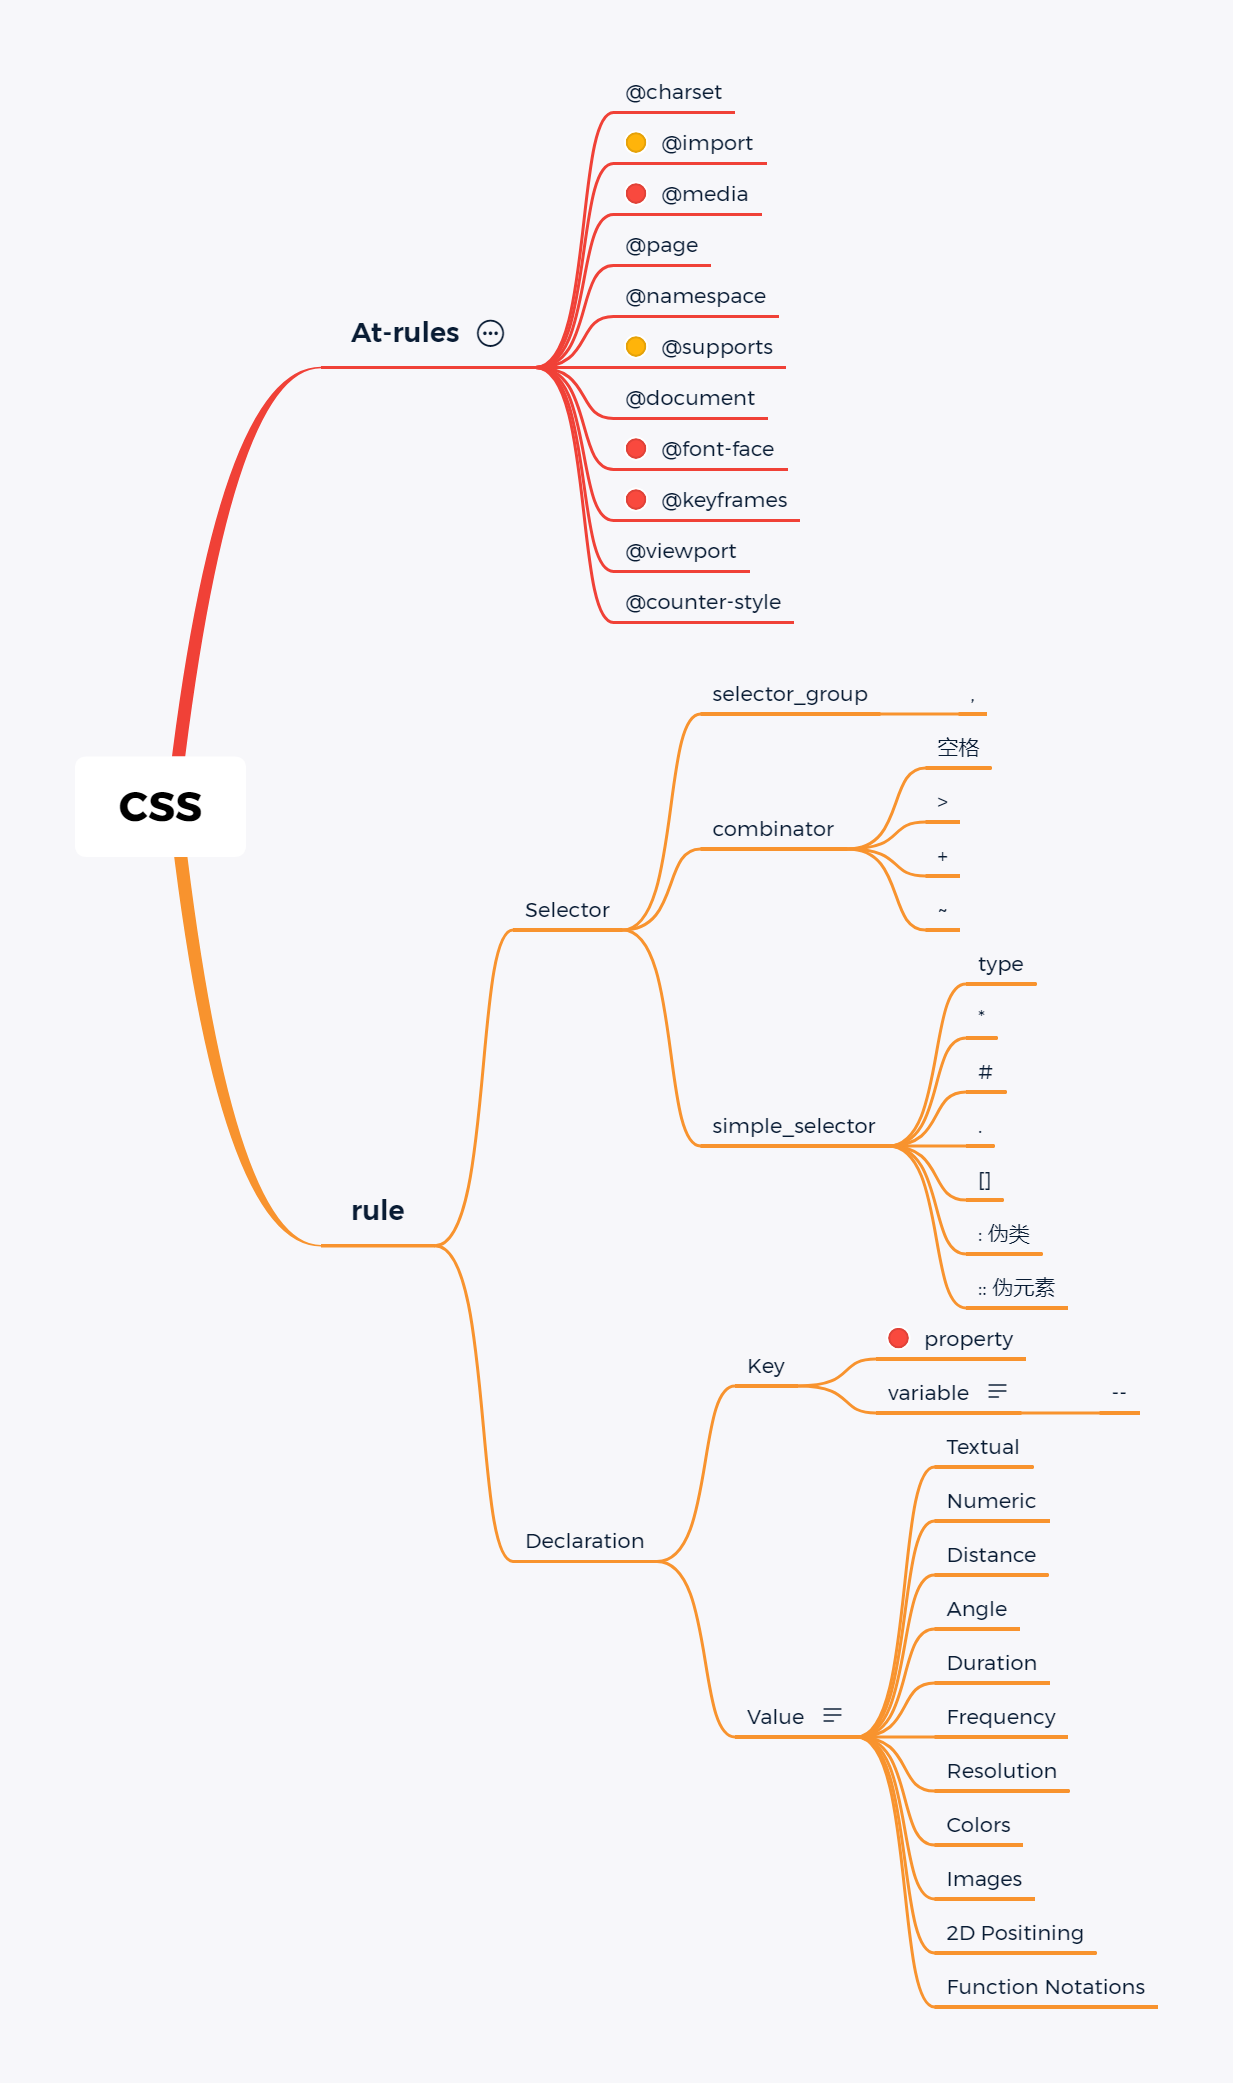 CSS
At-rules
@charset
@import
@media
@page
@namespace
@supports
@document
@font-face
@keyframes
@viewport
@counter-style
rule
Selector
selector_group
,
combinator
空格
>
+
~
simple_selector
type
*
#
.
[]
: 伪类
:: 伪元素
Declaration
Key
property
variable
--
Value
Textual
Numeric
Distance
Angle
Duration
Frequency
Resolution
Colors
Images
2D Positining
Function Notations